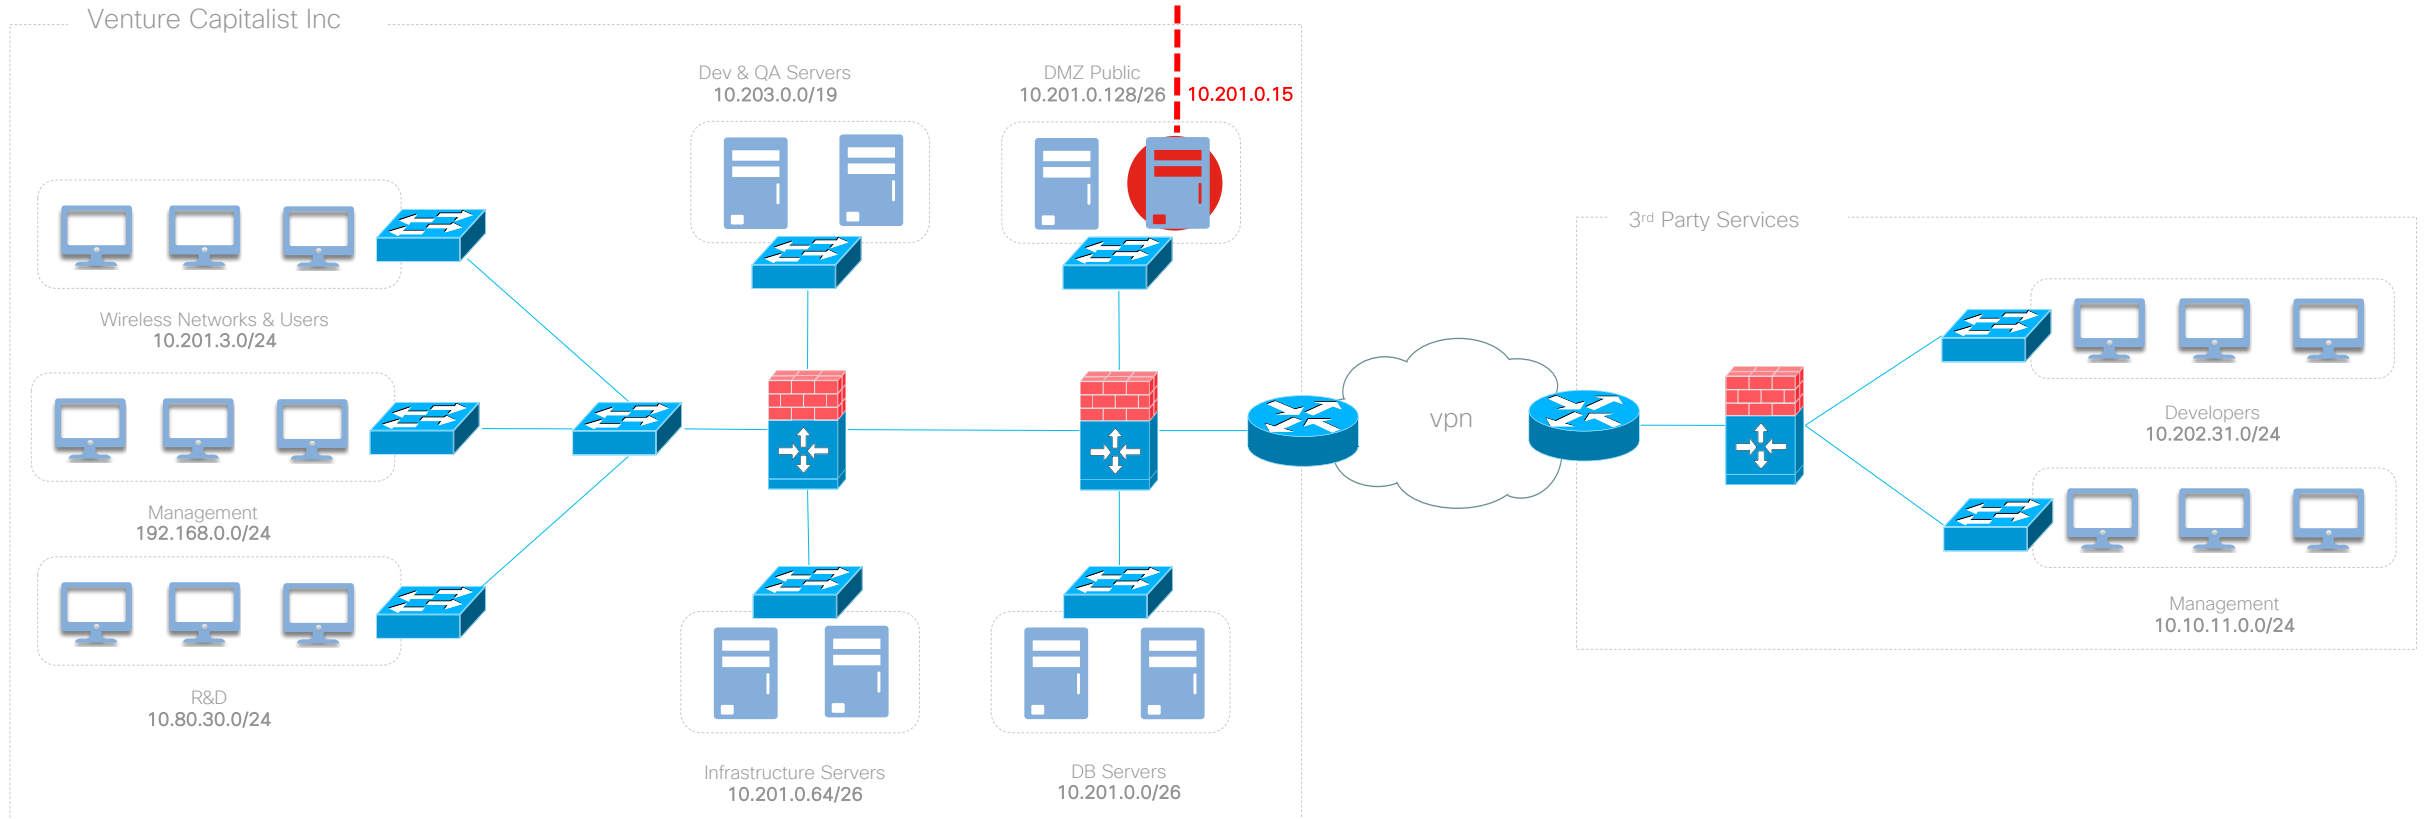 Venture Capitalist Inc
Dev & QA Servers
10.203.0.0/19
DMZ Public
10.201.0.128/26
10.201.0.15
Wireless Networks & Users
10.201.3.0/24
Management
192.168.0.0/24
R&D
10.80.30.0/24
Infrastructure Servers
10.201.0.64/26
DB Servers
10.201.0.0/26
vpn
3rd Party Services
Developers
10.202.31.0/24
Management
10.10.11.0.0/24